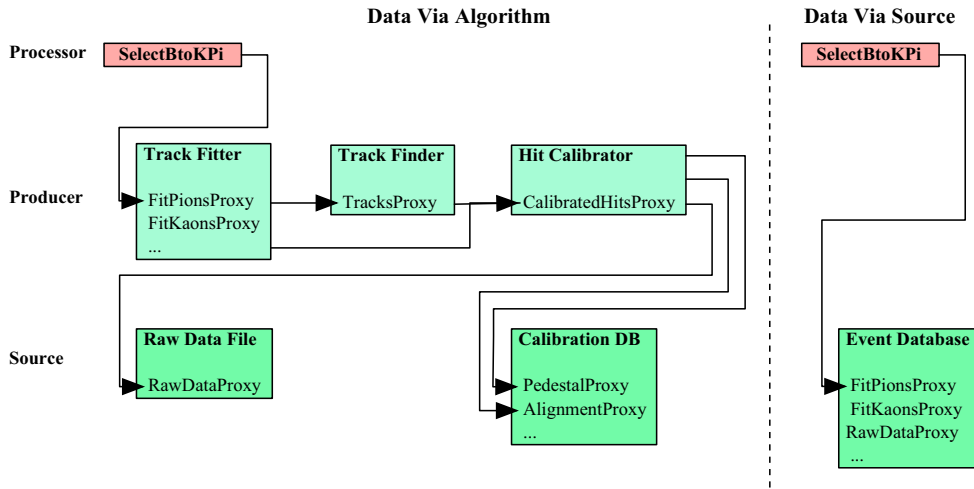 Data Via Algorithm
Data Via Source
Processor
SelectBtoKPi
SelectBtoKPi
Track Fitter
Track Finder
Hit Calibrator
Producer
FitPionsProxy
TracksProxy
CalibratedHitsProxy
FitKaonsProxy
...
Raw Data File
Calibration DB
Event Database
Source
RawDataProxy
PedestalProxy
FitPionsProxy
AlignmentProxy
FitKaonsProxy
...
RawDataProxy
...